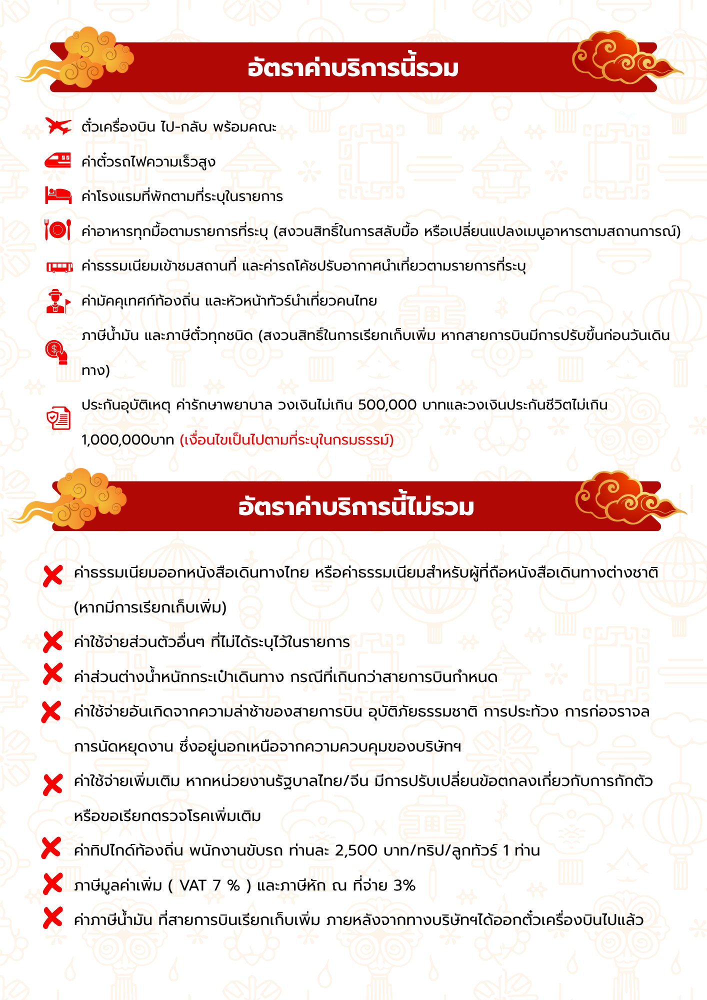 อัตราค่าบริการนี้รวม
ตั๋วเครื่องบิน ไป-กลับ พร้อมคณะ
ค่าตั๋วรถไฟความเร็วสูง
ค่าโรงแรมที่พักตามที่ระบุในรายการ
ค่าอาหารทุกมื้อตามรายการที่ระบุ (สงวนสิทธิ์ในการสลับมื้อ หรือเปลี่ยนแปลงเมนูอาหารตามสถานการณ์)
ค่าธรรมเนียมเข้าชมสถานที่ และค่ารถโค้ชปรับอากาศนำเที่ยวตามรายการที่ระบุ
ค่ามัคคุเทศก์ท้องถิ่น และหัวหน้าทัวร์นำเที่ยวคนไทย
ภาษีน้ำมัน และภาษีตั๋วทุกชนิด (สงวนสิทธิ์ในการเรียกเก็บเพิ่ม หากสายการบินมีการปรับขึ้นก่อนวันเดิน
ทาง)
ประกันอุบัติเหตุ ค่ารักษาพยาบาล วงเงินไม่เกิน 500,000 บาทและวงเงินประกันชีวิตไม่เกิน
1,000,000บาท (เงื่อนไขเป็นไปตามที่ระบุในกรมธรรม์)
อัตราค่าบริการนี้ไม่รวม
ค่าธรรมเนียมออกหนังสือเดินทางไทย หรือค่าธรรมเนียมสำหรับผู้ที่ถือหนังสือเดินทางต่างชาติ
(หากมีการเรียกเก็บเพิ่ม)
ค่าใช้จ่ายส่วนตัวอื่นๆ ที่ไม่ได้ระบุไว้ในรายการ
ค่าส่วนต่างน้ำหนักกระเป๋าเดินทาง กรณีที่เกินกว่าสายการบินกำหนด
ค่าใช้จ่ายอันเกิดจากความล่าช้าของสายการบิน อุบัติภัยธรรมชาติ การประท้วง การก่อจราจล
การนัดหยุดงาน ซึ่งอยู่นอกเหนือจากความควบคุมของบริษัทฯ
ค่าใช้จ่ายเพิ่มเติม หากหน่วยงานรัฐบาลไทย/จีน มีการปรับเปลี่ยนข้อตกลงเกี่ยวกับการกักตัว
หรือขอเรียกตรวจโรคเพิ่มเติม
ค่าทิปไกด์ท้องถิ่น พนักงานขับรถ ท่านละ 2,500 บาท/ทริป/ลูกทัวร์ 1 ท่าน
ภาษีมูลค่าเพิ่ม ( VAT 7 % ) และภาษีหัก ณ ที่จ่าย 3%
ค่าภาษีน้ำมัน ที่สายการบินเรียกเก็บเพิ่ม ภายหลังจากทางบริษัทฯได้ออกตั๋วเครื่องบินไปแล้ว